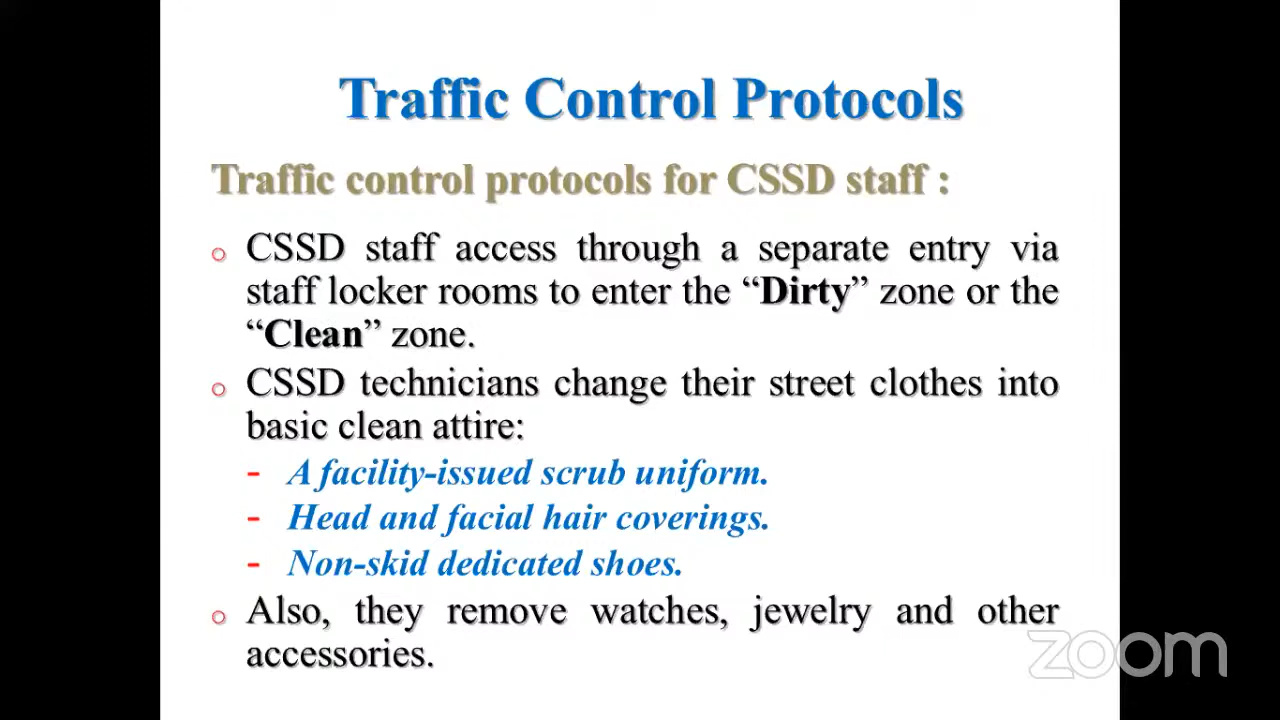 Traffic Control Protocols
Traffic control protocols for CSSD staff :
o CSSD staff access through a separate entry via
staff locker rooms to enter the “Dirty” zone or the
“Clean” zone.
o CSSD technicians change their street clothes into
basic clean attire:
- A facility-issued scrub uniform.
- Head and facial hair coverings.
- Non-skid dedicated shoes.
o Also, they remove watches, jewelry and other
accessories.
zoom